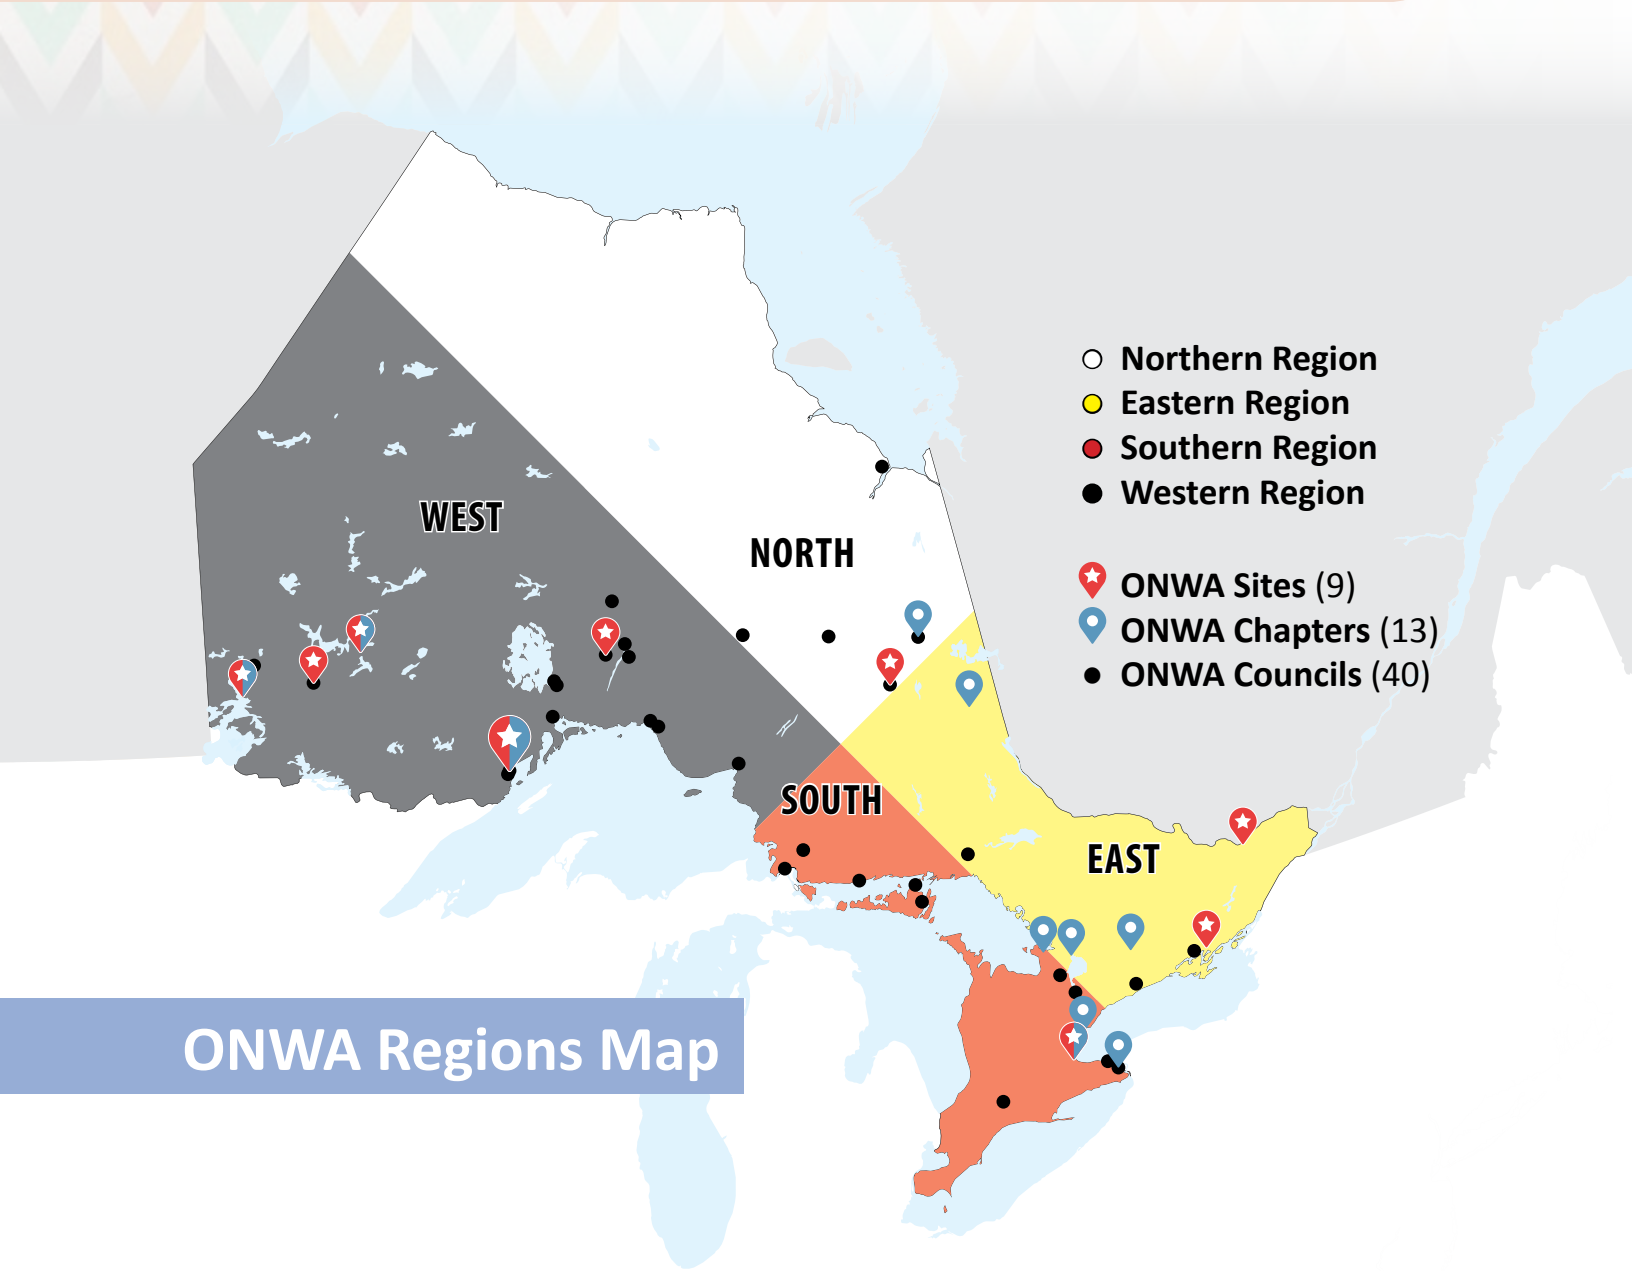 Northern Region
Eastern Region
Southern Region
Western Region
WEST
NORTH
ONWA Sites (9)
ONWA Chapters (13)
ONWA Councils (40)
SOUTH
EAST
ONWA Regions Map